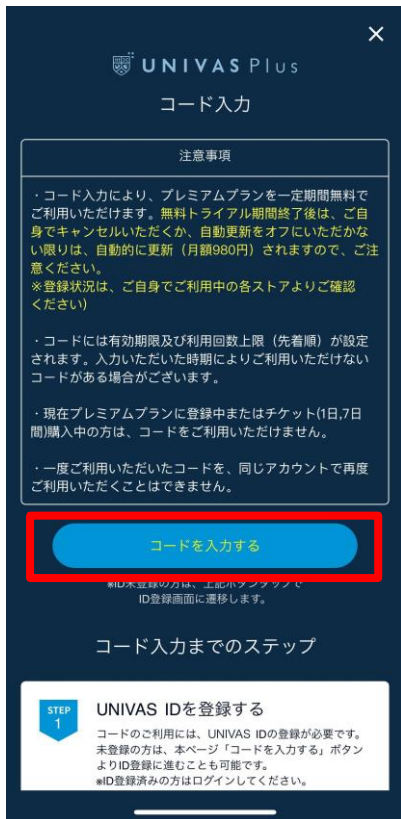 UNIVAS Plus
コード入力
注意事項
・コード入力により、プレミアムプランを一定期間無料で
ご利用いただけます。無料トライアル期間終了後は、ご自
身でキャンセルいただくか、自動更新をオフにいただかな
い限りは、自動的に更新（月額980円）されますので、ご注
意ください。
※登録状況は、ご自身でご利用中の各ストアよりご確認
ください)
・コードには有効期限及び利用回数上限（先着順）が設定
されます。入力いただいた時期によりご利用いただけない
コードがある場合がございます。
・現在プレミアムプランに登録中またはチケット(1日,7日
間)購入中の方は、コードをご利用いただけません。
・一度ご利用いただいたコードを、同じアカウントで再度
ご利用いただくことはできません。
コードを入力する
※ID未登録の方は、上記ボタンタップで
ID登録画面に遷移します。
コード入力までのステップ
STEP
1
UNIVAS IDを登録する
コードのご利用には、UNIVAS IDの登録が必要です。
未登録の方は、本ページ「コードを入力する」ボタン
よりID登録に進むことも可能です。
※ID登録済みの方はログインしてください。